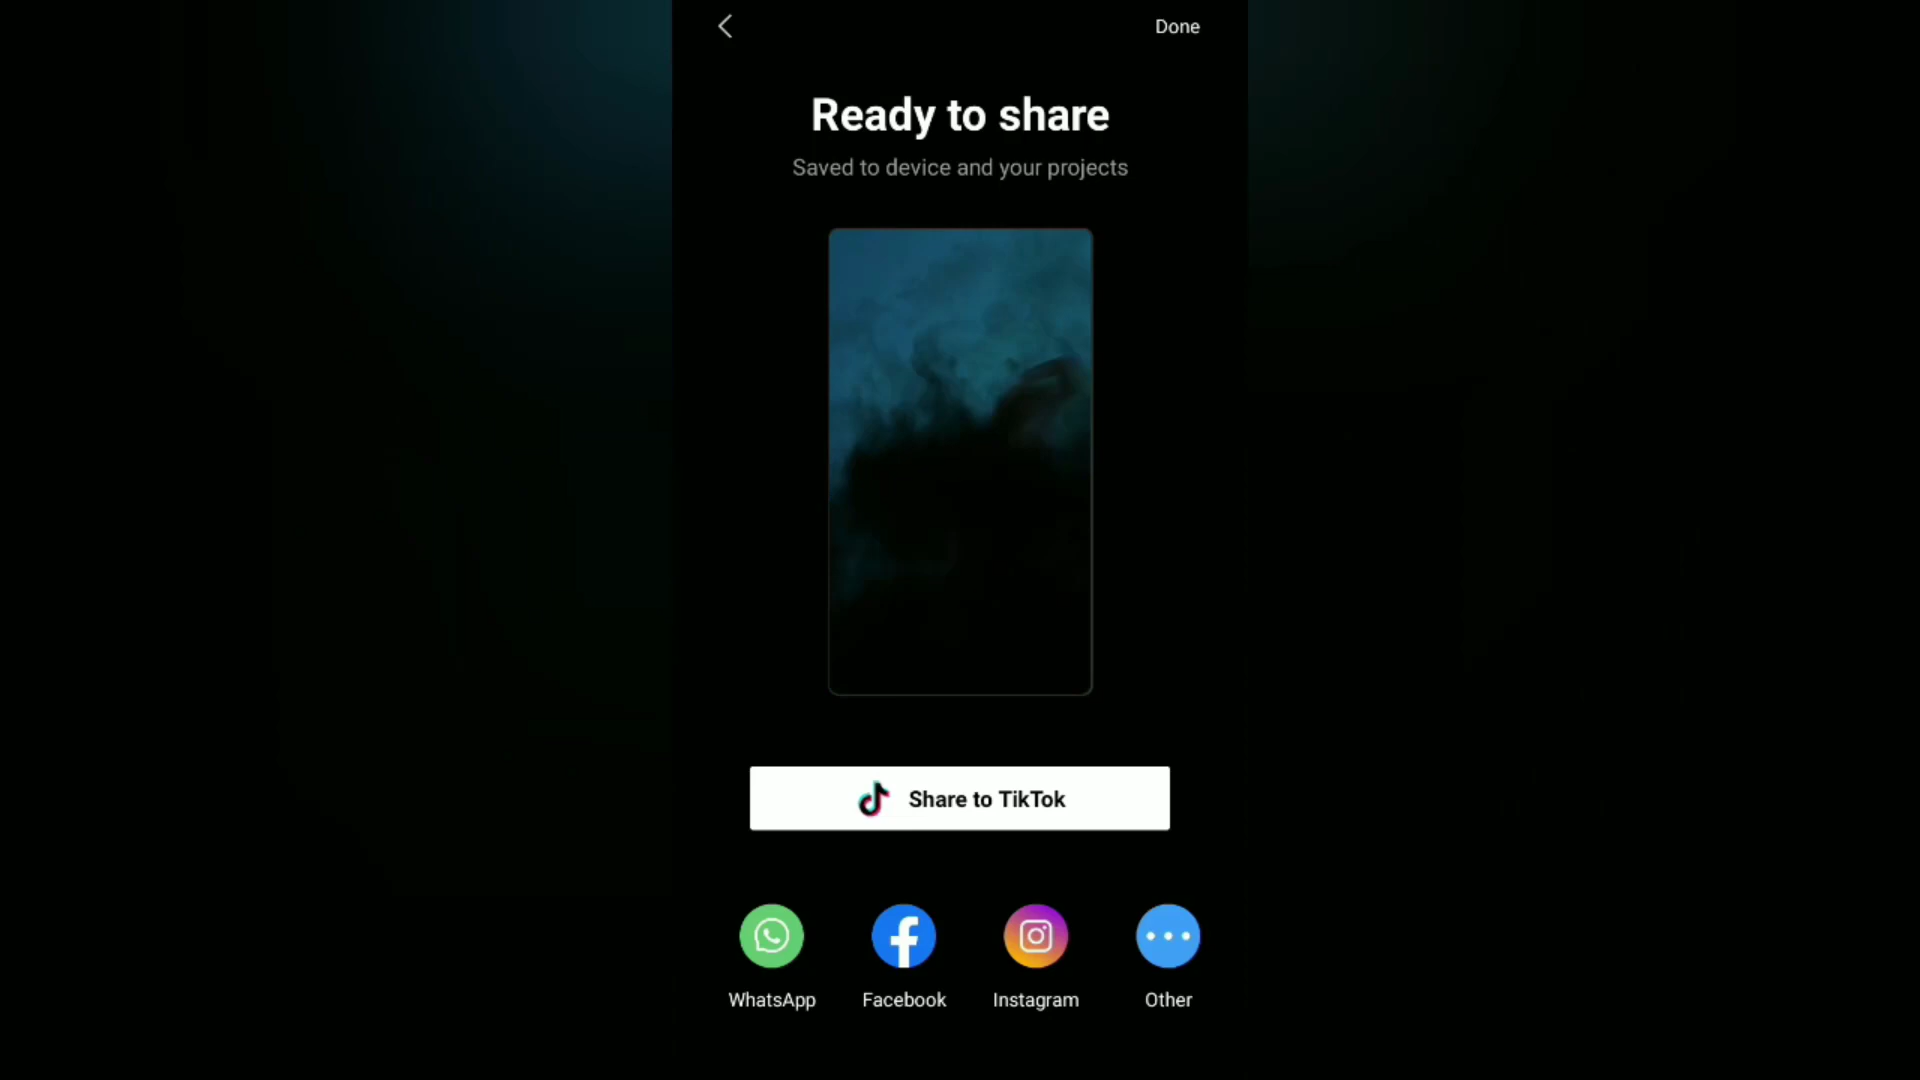 Done
Ready to share
Saved to device and your projects
Share to TikTok
WhatsApp
Facebook
Instagram
Other